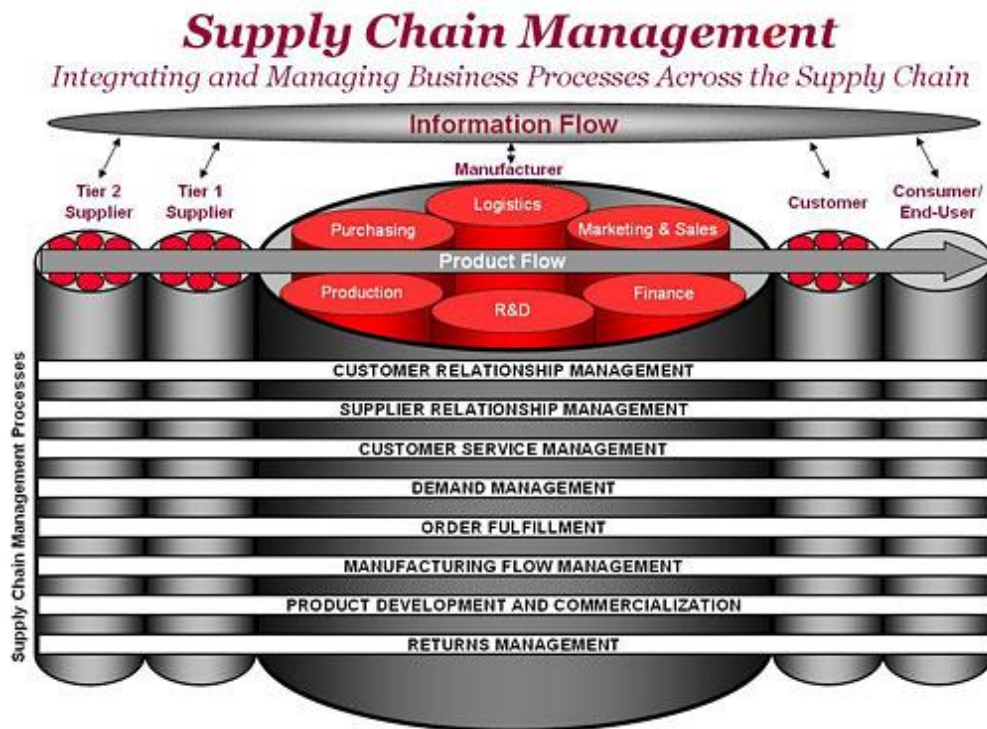 Supply Chain Management
Integrating and Managing Business Processes Across the Supply Chain
Information Flow
Tier 2
Supplier
Tier 1
Supplier
Manufacturer
Customer
Consumer/
End-User
Logistics
Purchasing
Marketing & Sales
Product Flow
Production
R&D
Finance
Supply Chain Management Processes
CUSTOMER RELATIONSHIP MANAGEMENT
SUPPLIER RELATIONSHIP MANAGEMENT
CUSTOMER SERVICE MANAGEMENT
DEMAND MANAGEMENT
ORDER FULFILLMENT
MANUFACTURING FLOW MANAGEMENT
PRODUCT DEVELOPMENT AND COMMERCIALIZATION
RETURNS MANAGEMENT